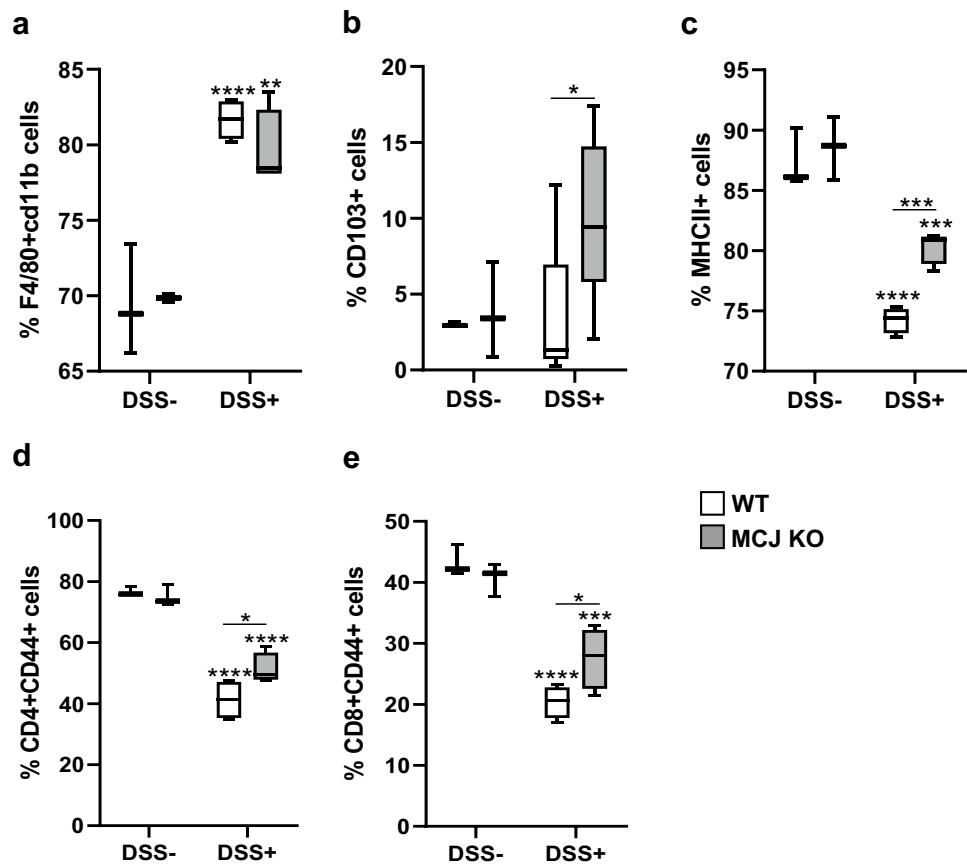 a
% F4/80+cd11b cells
85
80
75
70
65
**** **
DSS- DSS+
b
% CD103+ cells
20
15
10
5
0
*
DSS- DSS+
c
% MHCII+ cells
95
90
85
80
75
70
***
***
****
DSS- DSS+
d
% CD4+CD44+ cells
100
80
60
40
20
0
*
****
****
DSS- DSS+
e
% CD8+CD44+ cells
50
40
30
20
10
0
*
***
****
DSS- DSS+
WT
MCJ KO